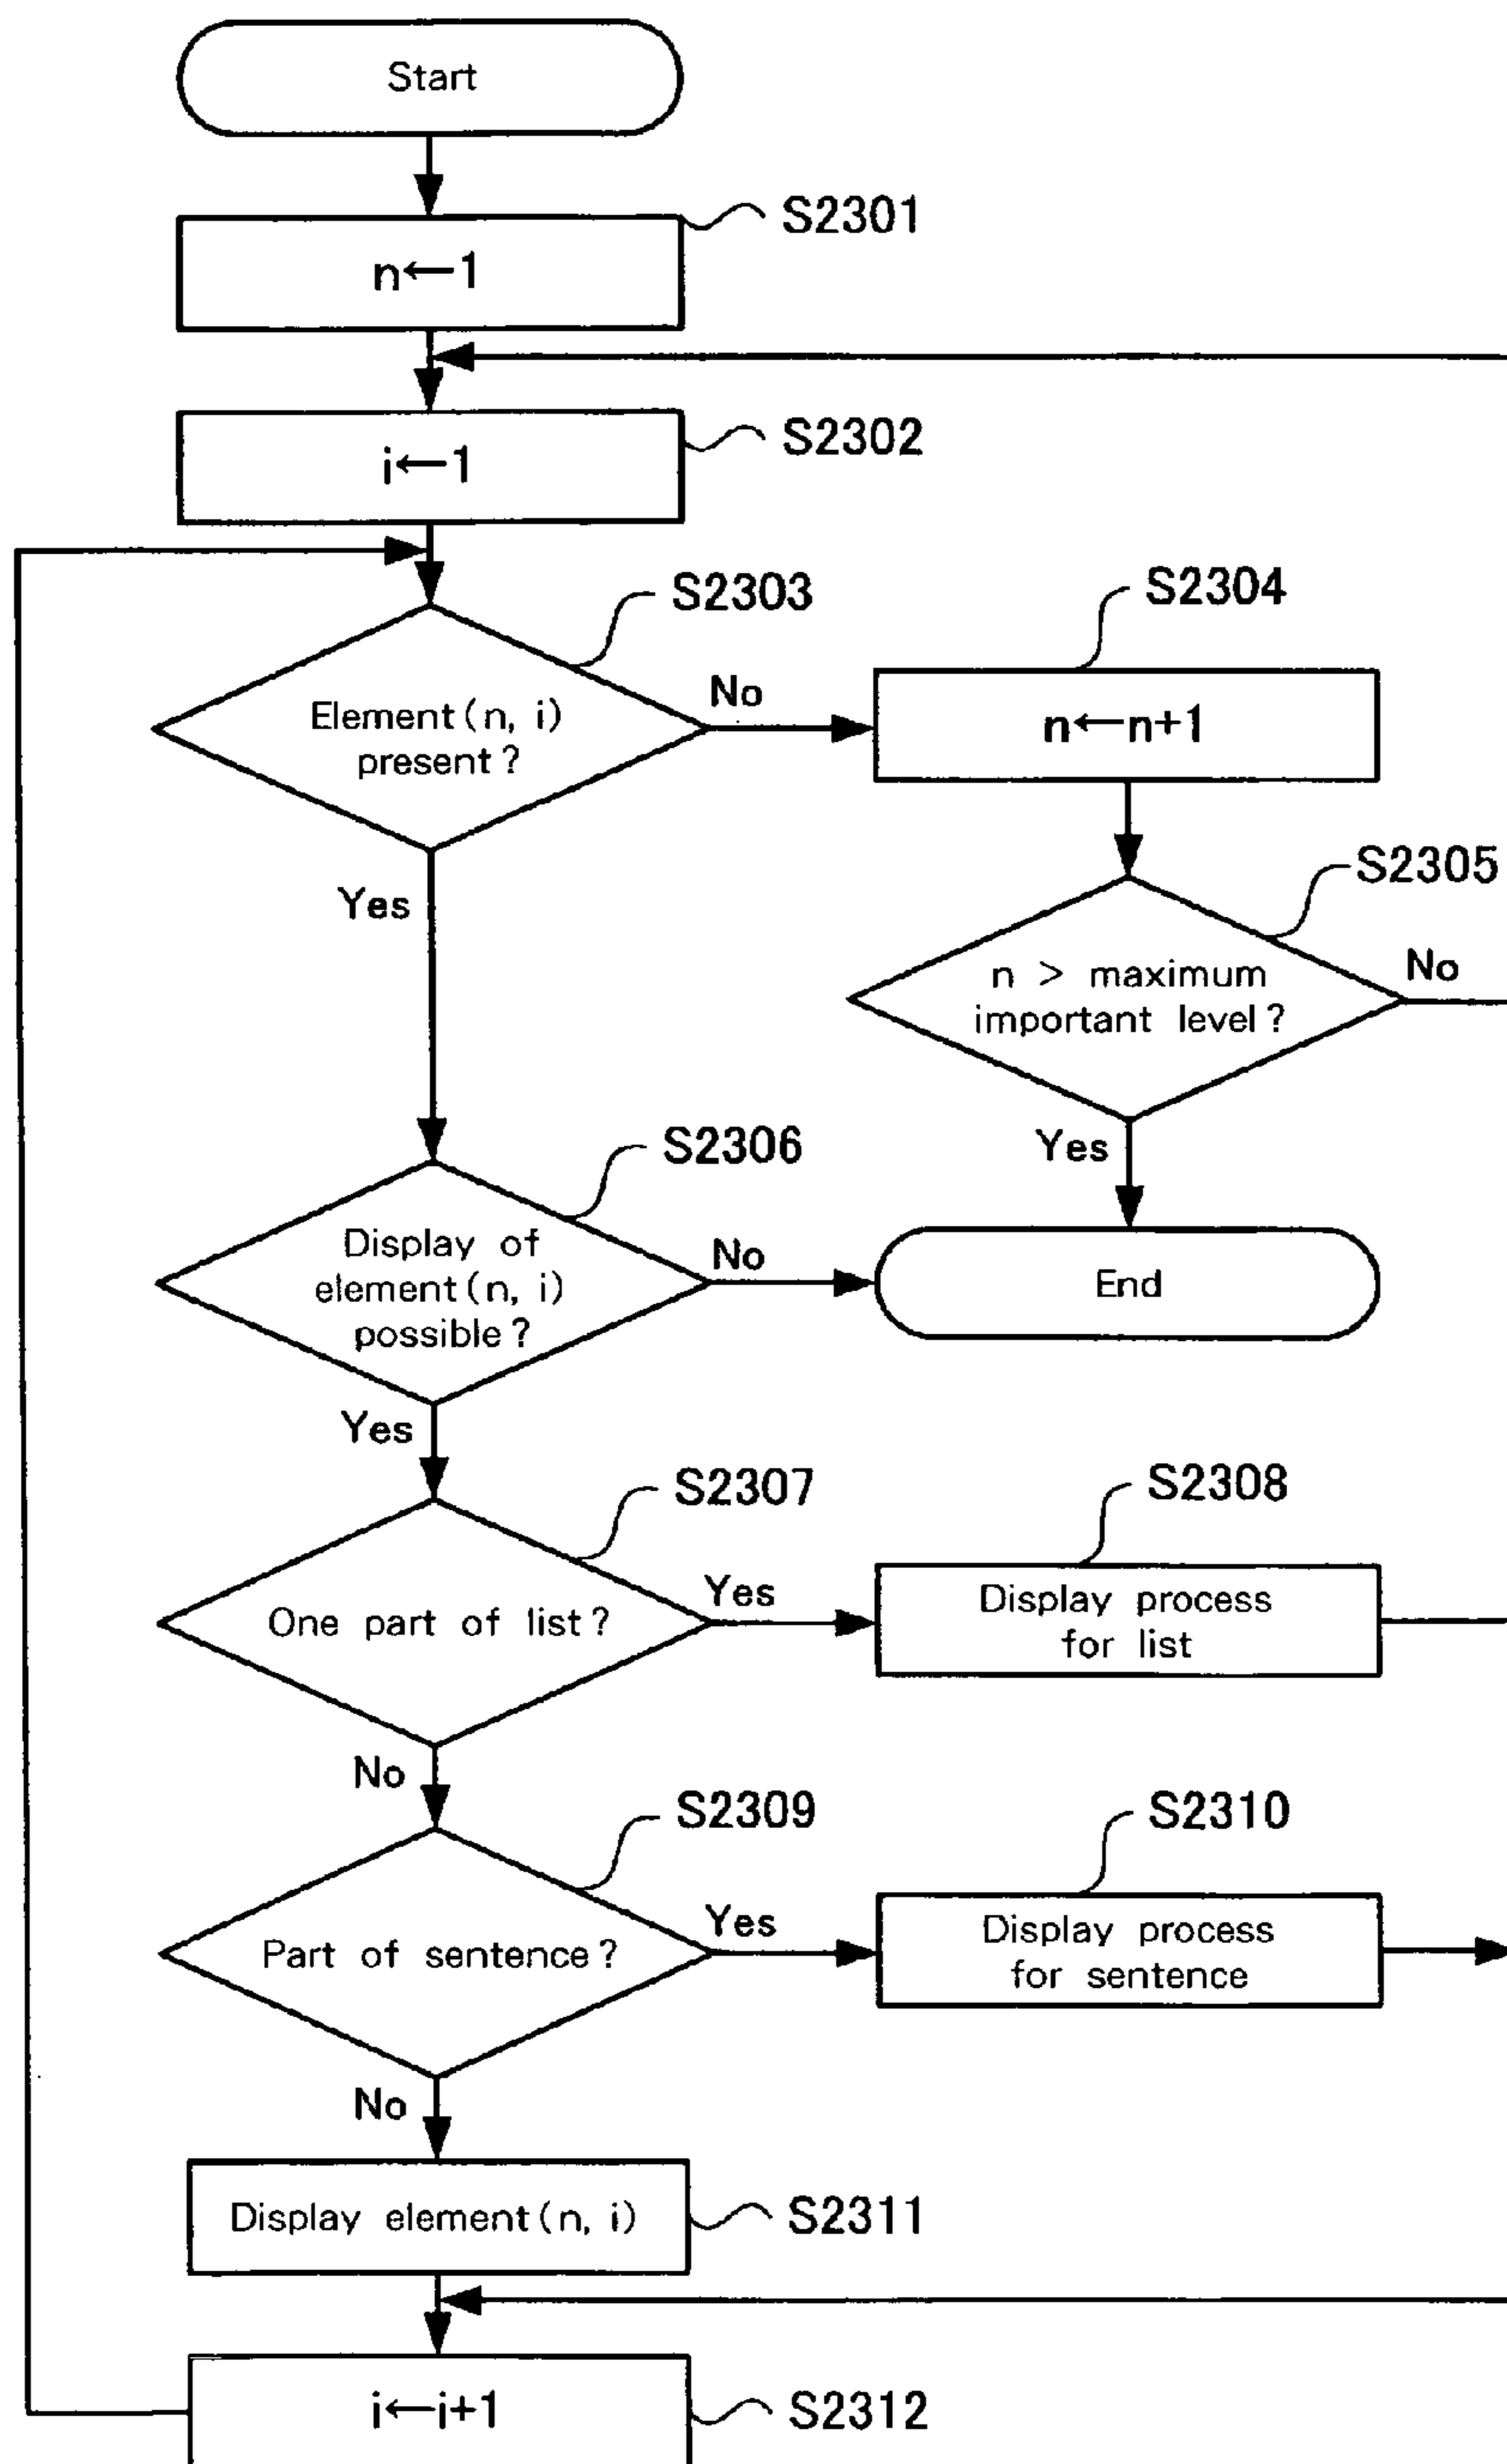 Start
S2301
n←1
S2302
i←1
S2303
S2304
Element(n, i)
present?
No
n←n+1
Yes
S2305
n > maximum
important level?
No
S2306
Yes
Display of
element(n, i)
possible?
No
End
Yes
S2307
S2308
One part of list?
Yes
Display process
for list
No
S2309
S2310
Part of sentence?
Yes
Display process
for sentence
No
Display element(n, i)
S2311
i←i+1
S2312